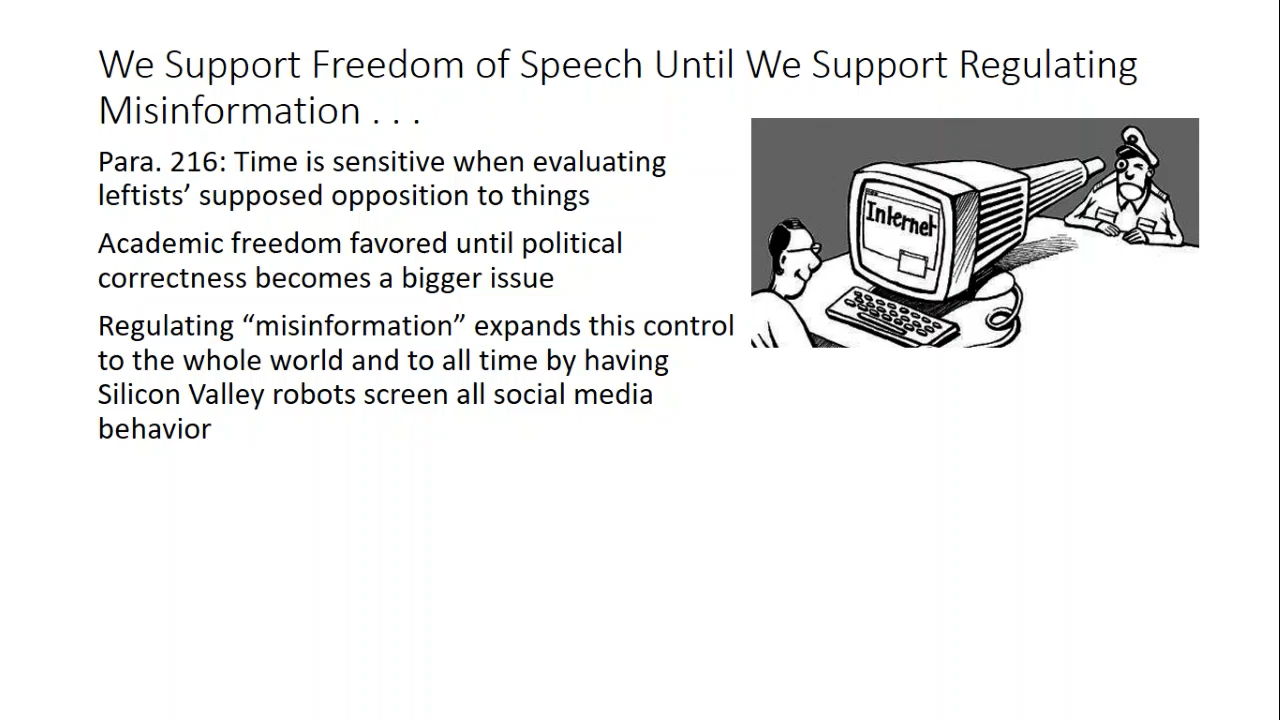 We Support Freedom of Speech Until We Support Regulating
Misinformation . . .
Para. 216: Time is sensitive when evaluating
leftists’ supposed opposition to things
Academic freedom favored until political
correctness becomes a bigger issue
Regulating “misinformation” expands this control
to the whole world and to all time by having
Silicon Valley robots screen all social media
behavior
Internet